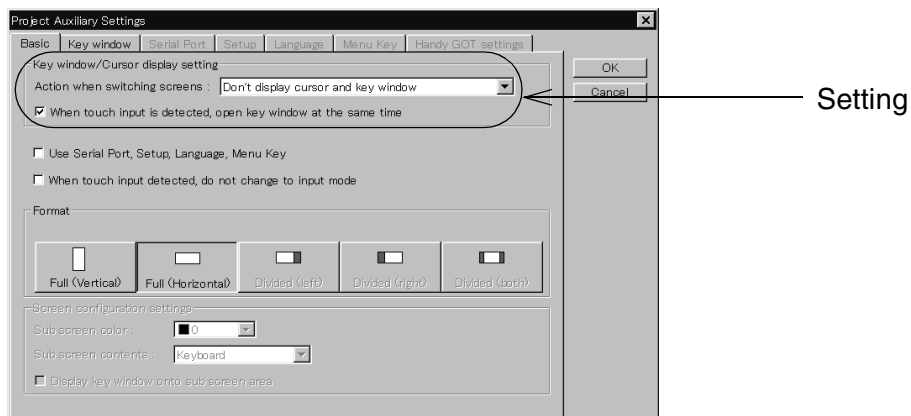 Project Auxiliary Settings
Basic Key window Serial Port Setup Language Menu Key Handy GOT settings
Key window/Cursor display setting
OK
Action when switching screens : Don't display cursor and key window
Cancel
Setting
When touch input is detected, open key window at the same time
Use Serial Port, Setup, Language, Menu Key
When touch input detected, do not change to input mode
Format
Full (Vertical) Full (Horizontal) Divided (left) Divided (right) Divided (both)
Screen configuration settings
Sub screen color : 0
Sub screen contents : Keyboard
Display key window onto sub screen area